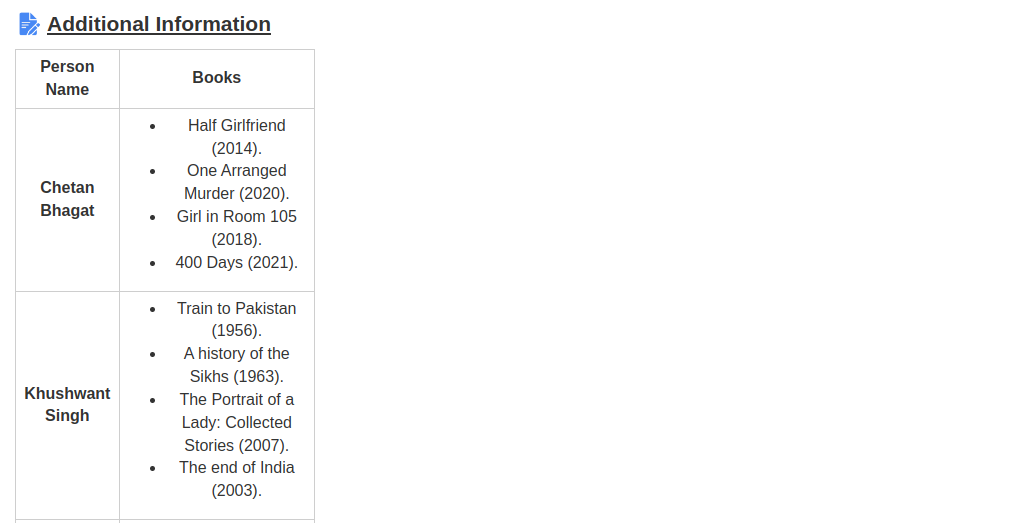 Additional Information
Person
Name
Books
Chetan
Bhagat
• Half Girlfriend
(2014).
• One Arranged
Murder (2020).
• Girl in Room 105
(2018).
• 400 Days (2021).
Khushwant
Singh
• Train to Pakistan
(1956).
• A history of the
Sikhs (1963).
• The Portrait of a
Lady: Collected
Stories (2007).
• The end of India
(2003).